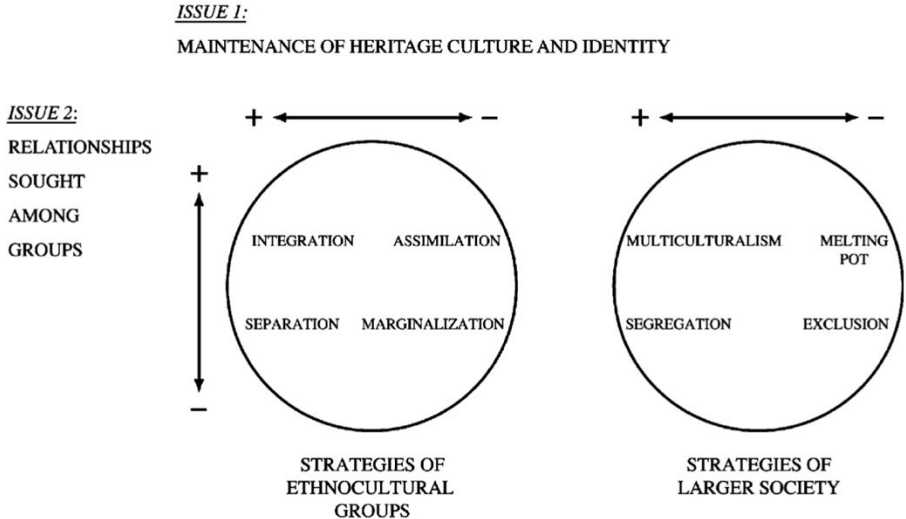 ISSUE 1:
MAINTENANCE OF HERITAGE CULTURE AND IDENTITY
ISSUE 2:
RELATIONSHIPS
SOUGHT
AMONG
GROUPS
+ −
+ −
+
−
INTEGRATION ASSIMILATION
SEPARATION MARGINALIZATION
MULTICULTURALISM MELTING
POT
SEGREGATION EXCLUSION
STRATEGIES OF
ETHNOCULTURAL
GROUPS
STRATEGIES OF
LARGER SOCIETY